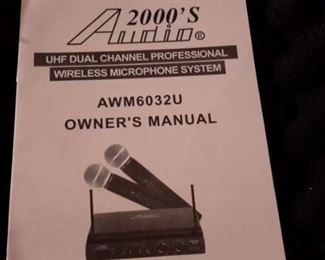 2000'S
Audio®
UHF DUAL CHANNEL PROFESSIONAL
WIRELESS MICROPHONE SYSTEM
AWM6032U
OWNER'S MANUAL